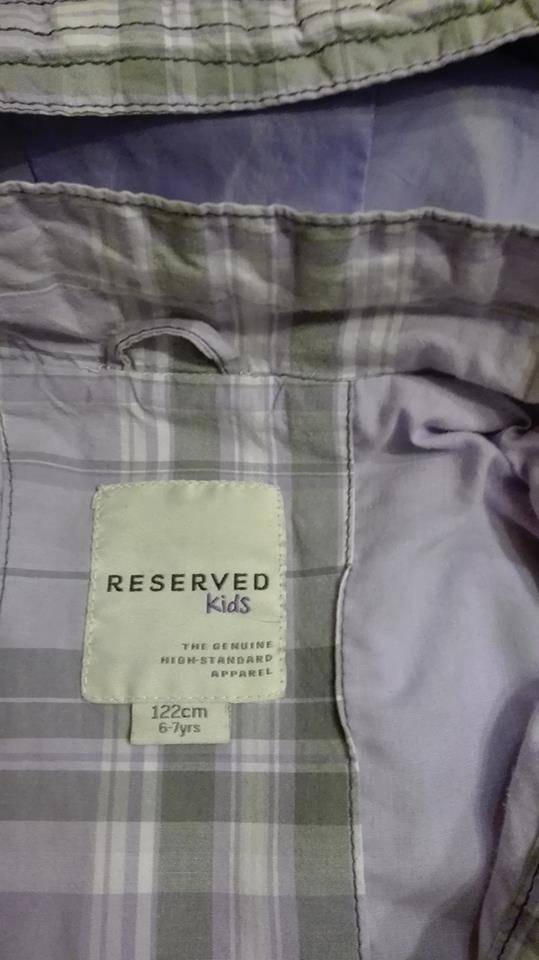 RESERVED
Kids
THE GENUINE
HIGH-STANDARD
APPAREL
122cm
6-7yrs